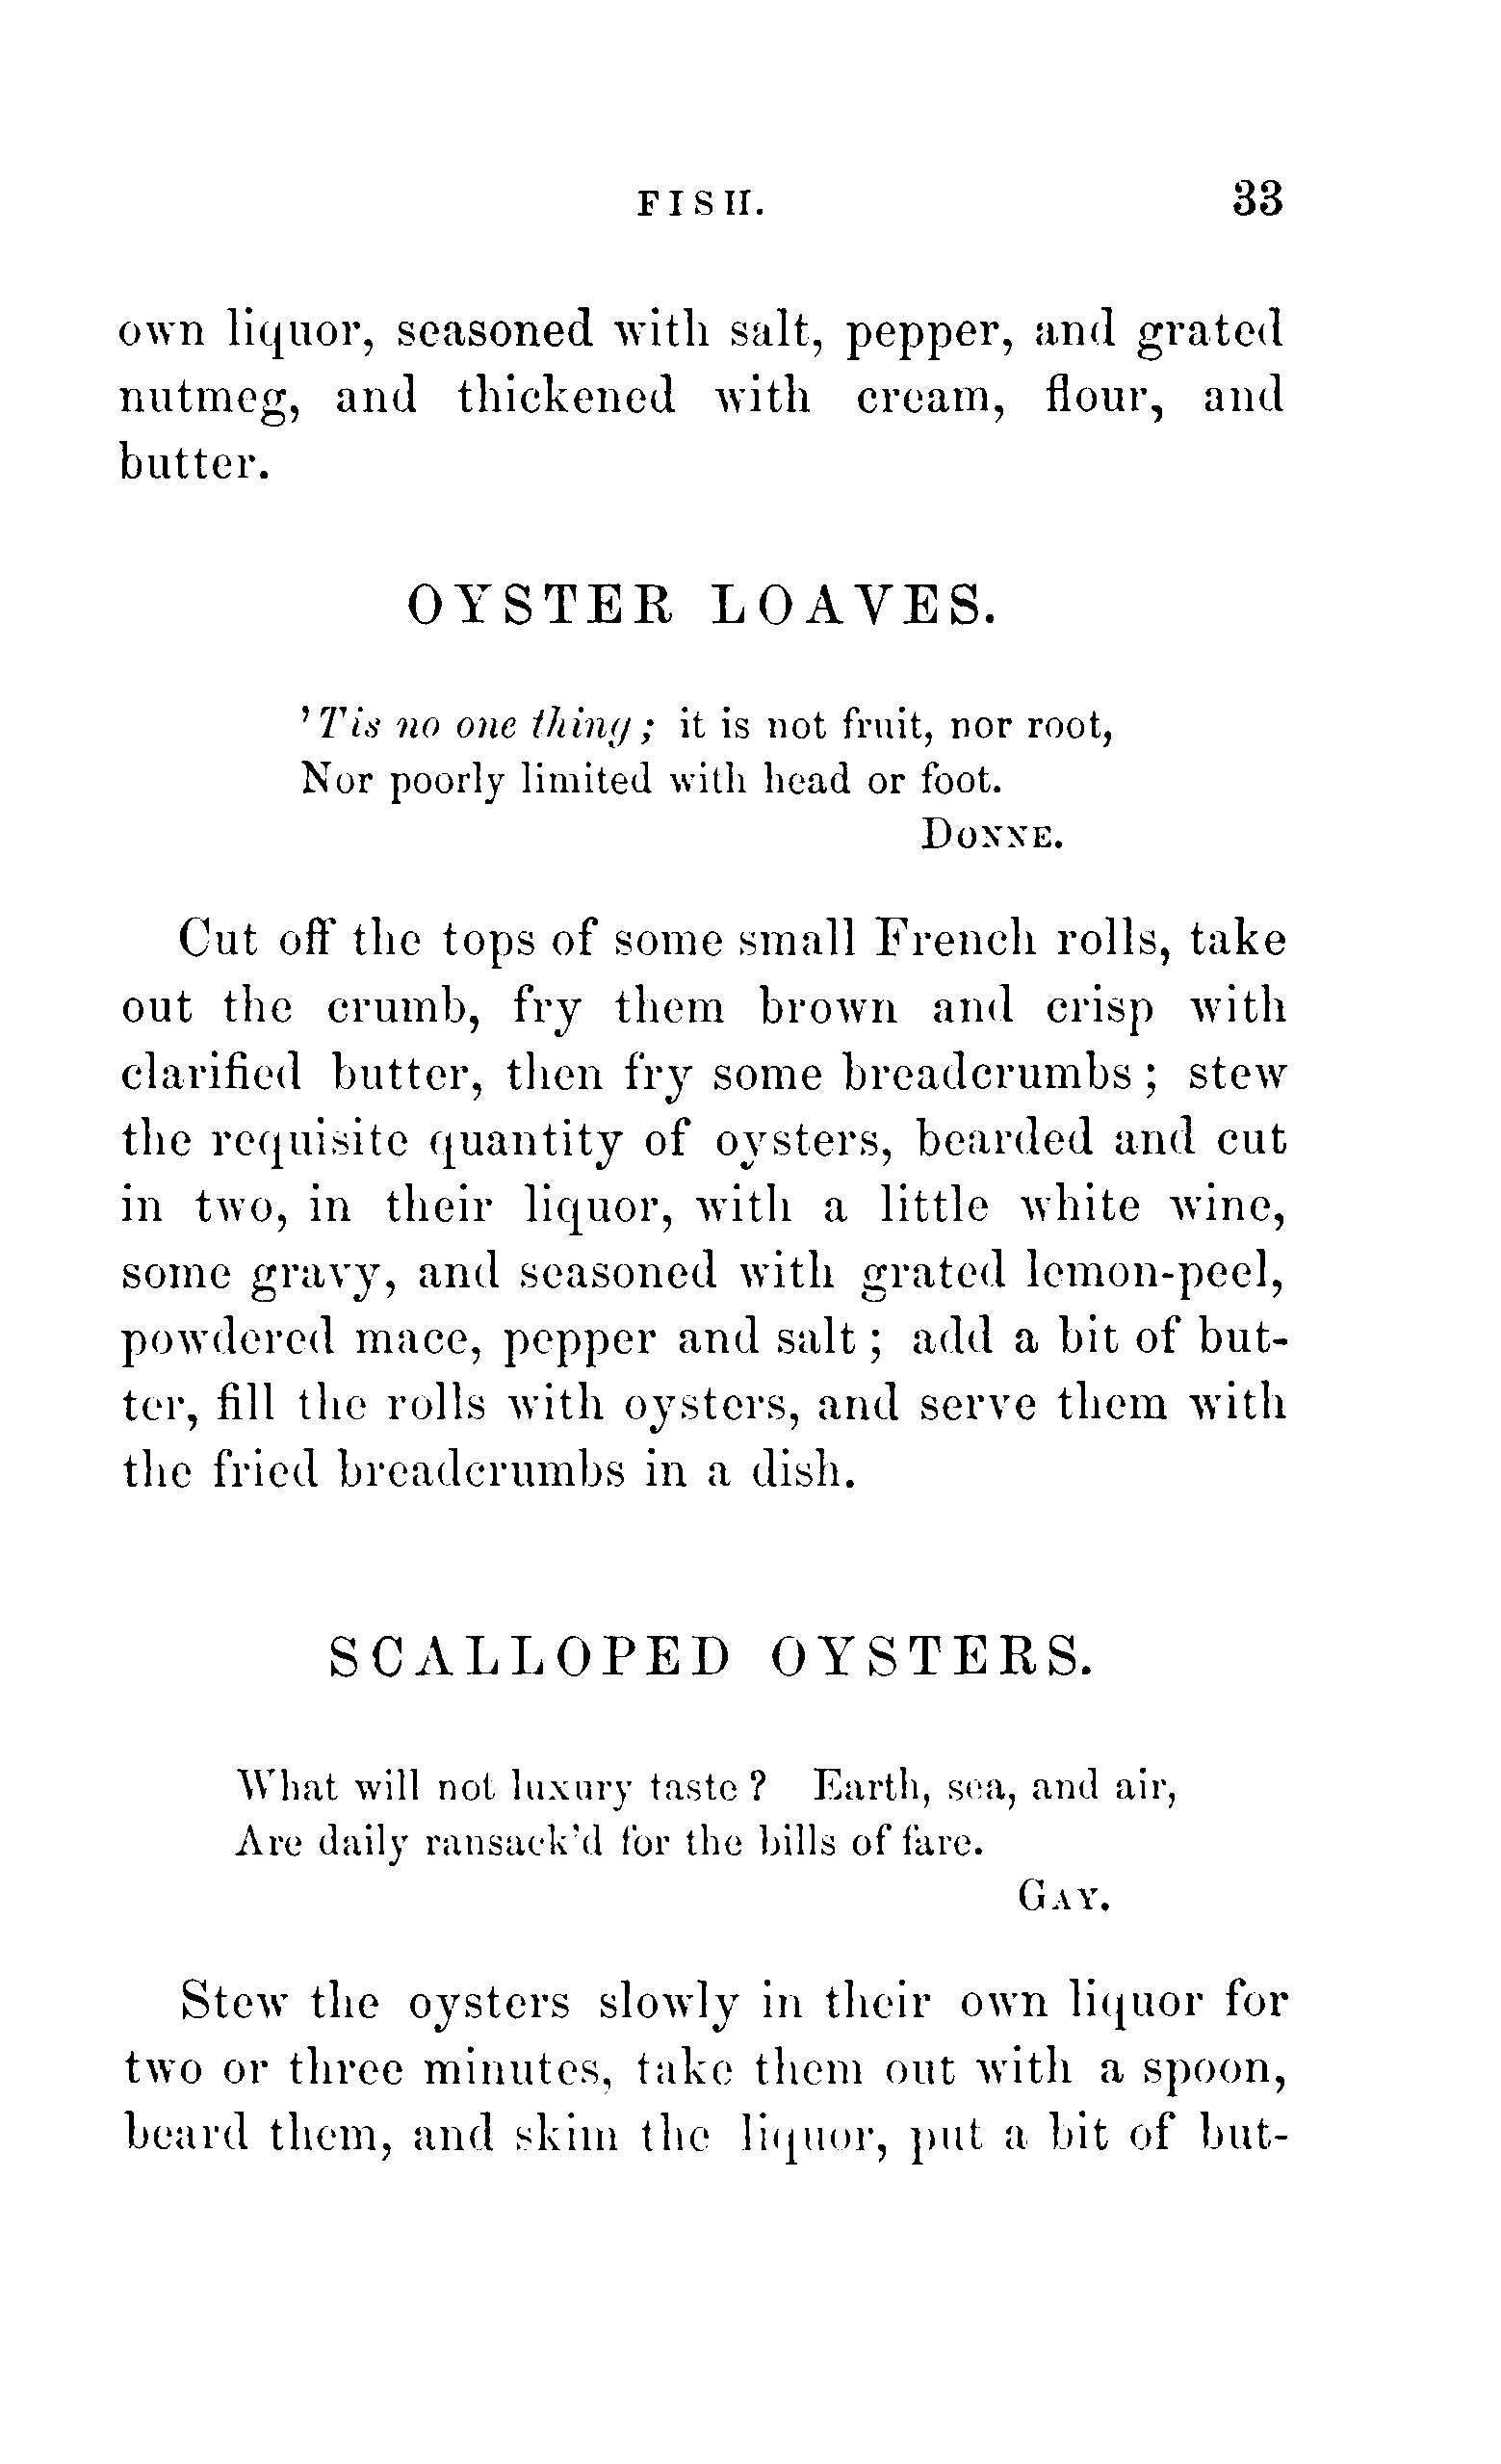 FISH. 33
own liquor, seasoned with salt, pepper, and grated
nutmeg, and thickened with cream, flour, and
butter.
OYSTER LOAVES.
'Tis no one thing; it is not fruit, nor root,
Nor poorly limited with head or foot.
DONNE.
Cut off the tops of some small French rolls, take
out the crumb, fry them brown and crisp with
clarified butter, then fry some breadcrumbs; stew
the requisite quantity of oysters, bearded and cut
in two, in their liquor, with a little white wine,
some gravy, and seasoned with grated lemon-peel,
powdered mace, pepper and salt; add a bit of but-
ter, fill the rolls with oysters, and serve them with
the fried breadcrumbs in a dish.
SCALLOPED OYSTERS.
What will not luxury taste? Earth, sea, and air,
Are daily ransack'd for the bills of fare.
GAY.
Stew the oysters slowly in their own liquor for
two or three minutes, take them out with a spoon,
beard them, and skim the liquor, put a bit of but-